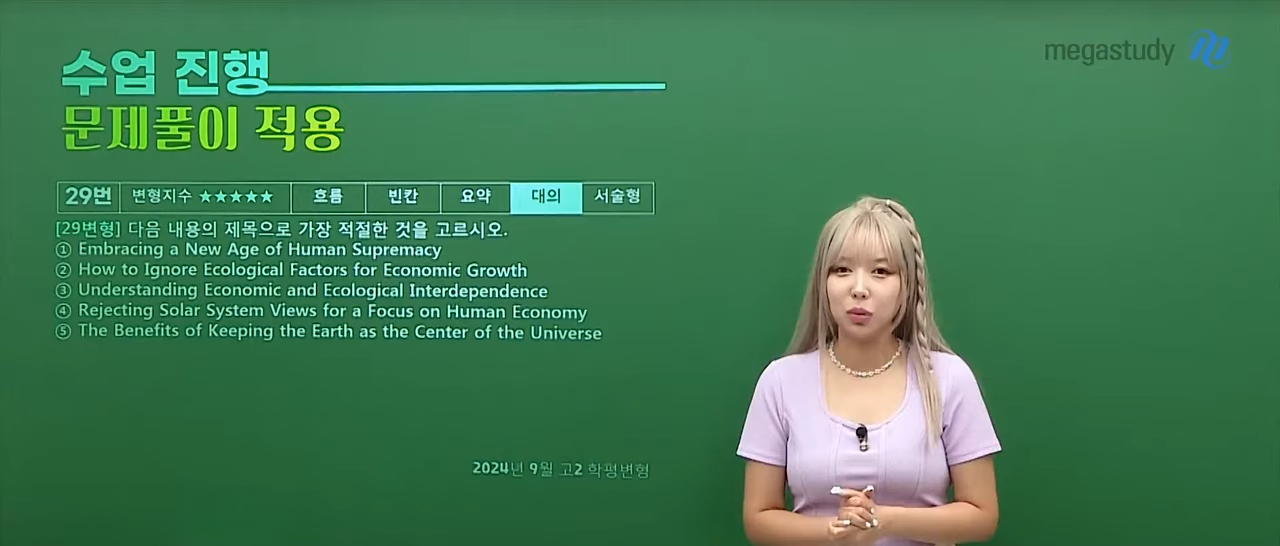 megastudy
수업 진행
문제풀이 적용
29번 변형지수 ★★★★★ 흐름 빈칸 요약 대의 서술형
[29변형] 다음 내용의 제목으로 가장 적절한 것을 고르시오.
① Embracing a New Age of Human Supremacy
② How to Ignore Ecological Factors for Economic Growth
③ Understanding Economic and Ecological Interdependence
④ Rejecting Solar System Views for a Focus on Human Economy
⑤ The Benefits of Keeping the Earth as the Center of the Universe
2024년 9월 고2 학평변형